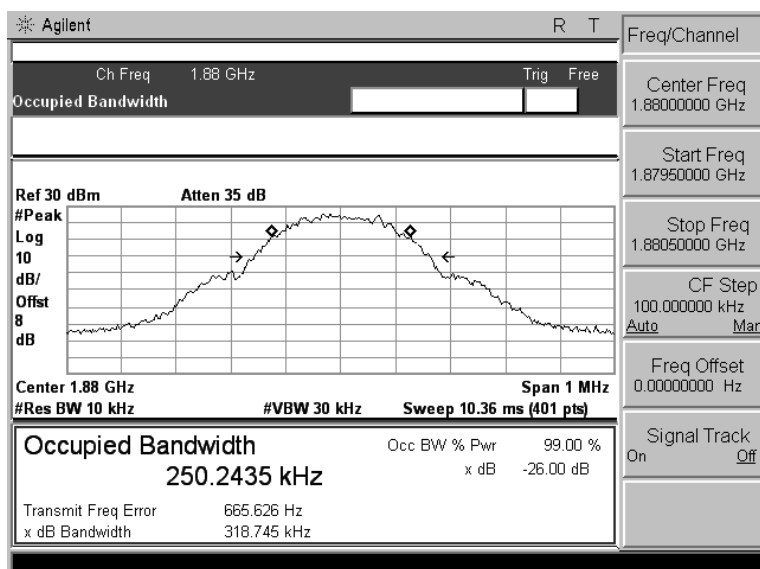 Agilent R T
Ch Freq 1.88 GHz Trig Free
Occupied Bandwidth
Ref 30 dBm Atten 35 dB
#Peak
Log
10
dB/
Offst
8
dB
Center 1.88 GHz Span 1 MHz
#Res BW 10 kHz #VBW 30 kHz Sweep 10.36 ms (401 pts)
Occupied Bandwidth Occ BW % Pwr 99.00 %
250.2435 kHz x dB -26.00 dB
Transmit Freq Error 665.626 Hz
x dB Bandwidth 318.745 kHz
Freq/Channel
Center Freq
1.88000000 GHz
Start Freq
1.87950000 GHz
Stop Freq
1.88050000 GHz
CF Step
100.000000 kHz
Auto Man
Freq Offset
0.00000000 Hz
Signal Track
On Off